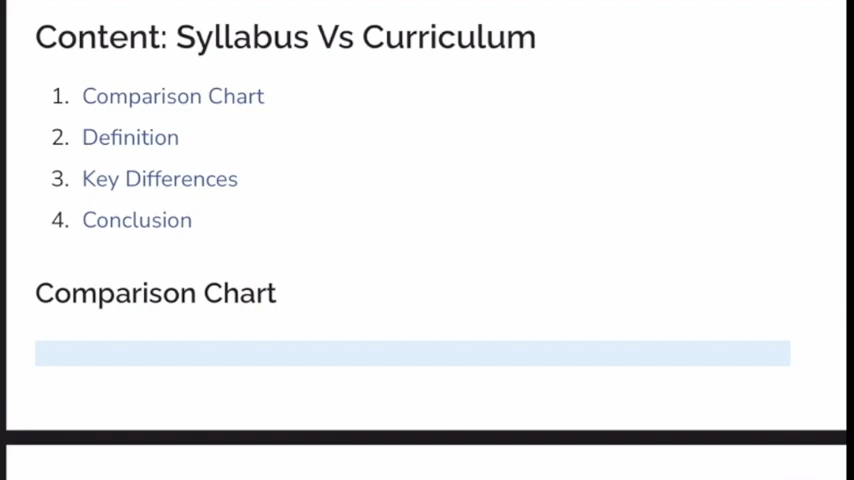 Content: Syllabus Vs Curriculum
1. Comparison Chart
2. Definition
3. Key Differences
4. Conclusion
Comparison Chart